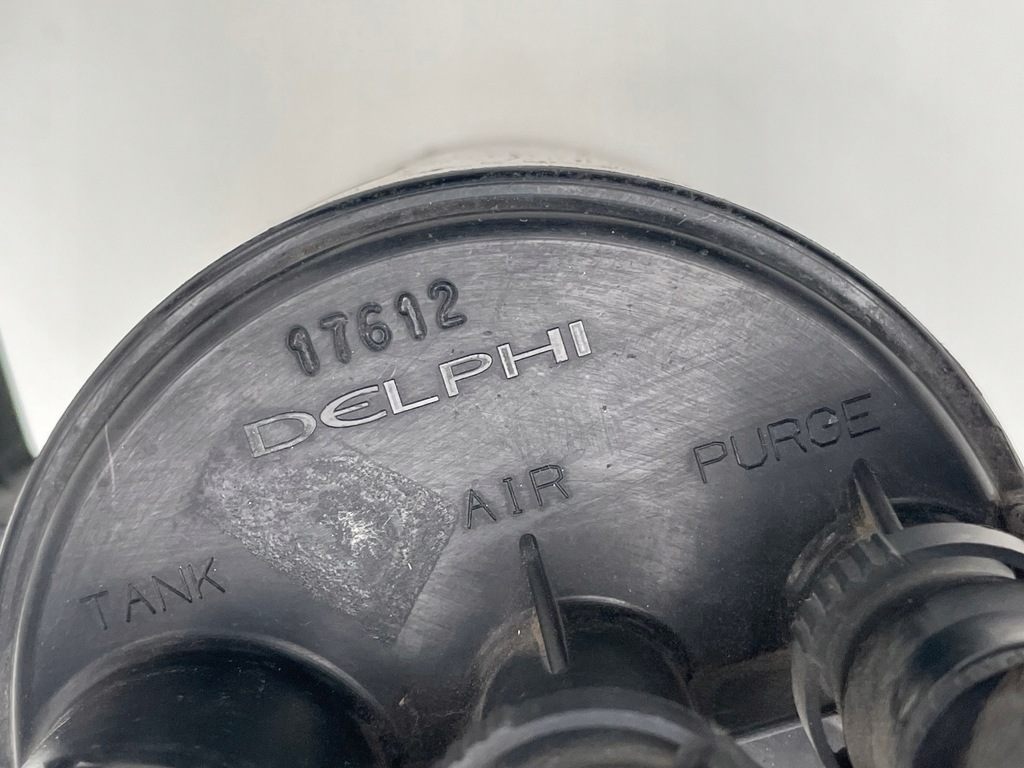 17612
DELPHI
TANK AIR PURGE